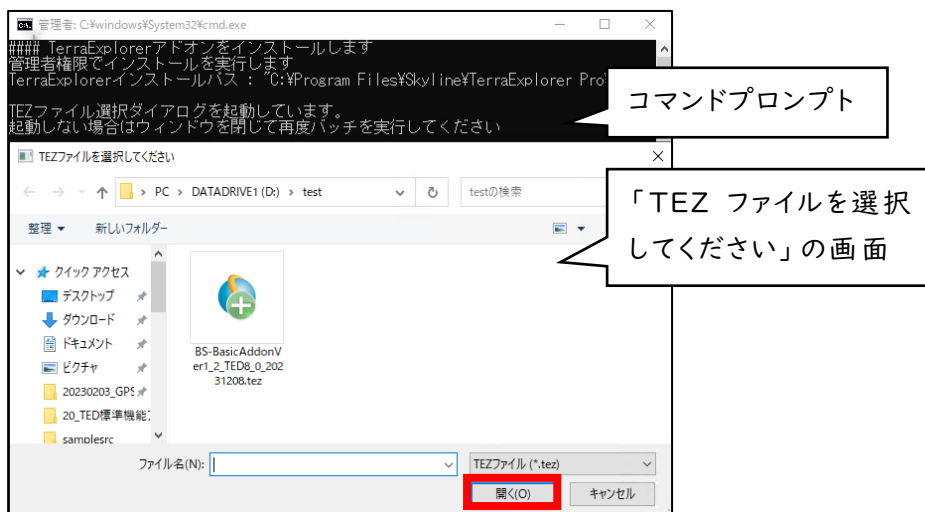 管理者: C:¥windows¥System32¥cmd.exe
#### TerraExplorerアドオンをインストールします
管理者権限でインストールを実行します
TerraExplorerインストールパス : "C:¥Program Files¥Skyline¥TerraExplorer Pro
TEZファイル選択ダイアログを起動しています。
起動しない場合はウィンドウを閉じて再度バッチを実行してください
コマンドプロンプト
TEZファイルを選択してください
PC > DATADRIVE1 (D:) > test
testの検索
「TEZ ファイルを選択
してください」の画面
整理
新しいフォルダー
クイック アクセス
デスクトップ
ダウンロード
ドキュメント
ピクチャ
20230203_GPS
20_TED標準機能
samplesrc
BS-BasicAddonV
er1_2_TED8_0_202
31208.tez
ファイル名(N):
TEZファイル (*.tez)
開く(O)
キャンセル